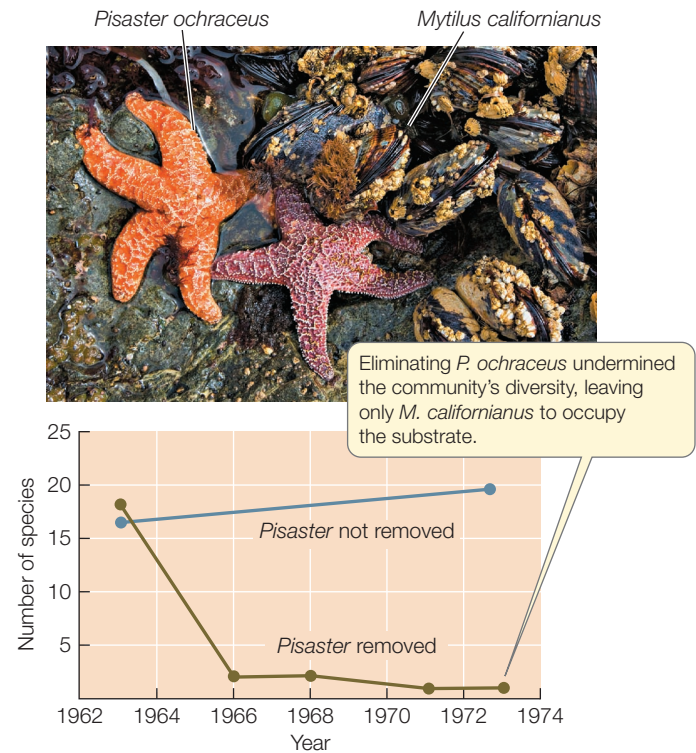 Pisaster ochraceus
Mytilus californianus
Eliminating P. ochraceus undermined
the community's diversity, leaving
only M. californianus to occupy
the substrate.
25
20
15
10
5
Number of species
Pisaster not removed
Pisaster removed
1962 1964 1966 1968 1970 1972 1974
Year